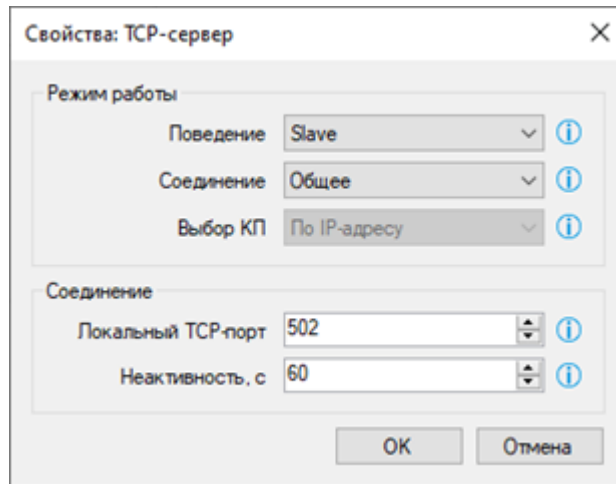 Свойства: TCP-сервер
Режим работы
Поведение Slave
Соединение Общее
Выбор КП По IP-адресу
Соединение
Локальный TCP-порт 502
Неактивность, с 60
OK Отмена